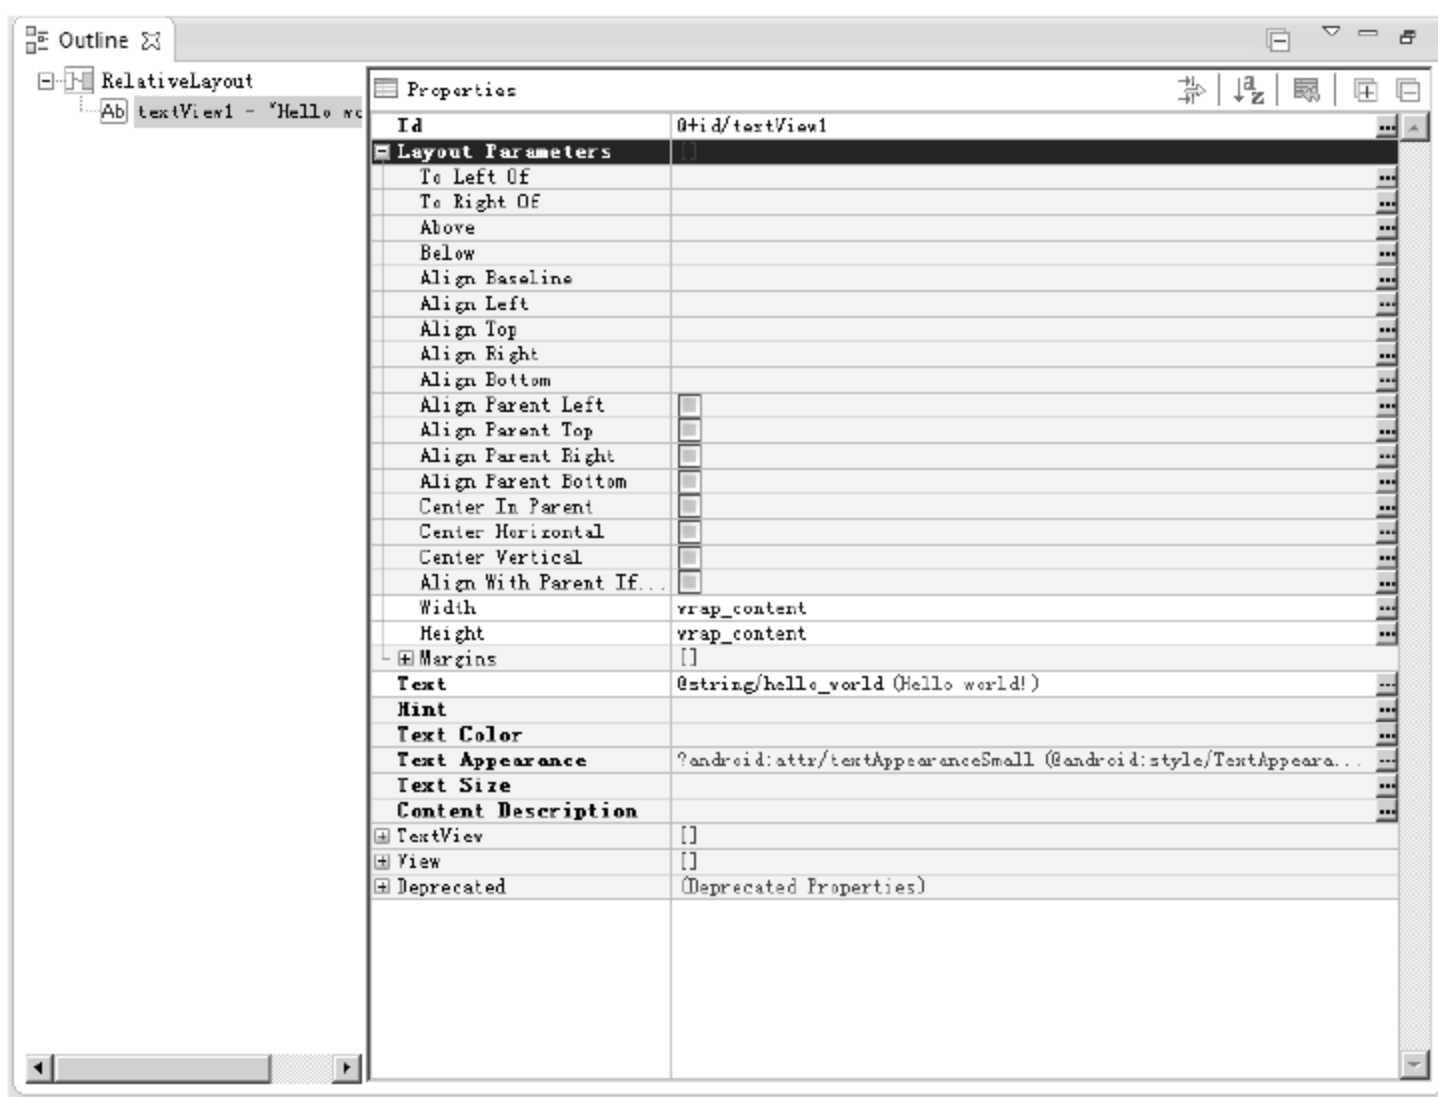 Outline
RelativeLayout
textView1 - "Hello wo
Properties
Id @+id/textView1
Layout Parameters []
To Left Of
To Right Of
Above
Below
Align Baseline
Align Left
Align Top
Align Right
Align Bottom
Align Parent Left
Align Parent Top
Align Parent Right
Align Parent Bottom
Center In Parent
Center Horizontal
Center Vertical
Align With Parent If...
Width wrap_content
Height wrap_content
Margins []
Text @string/hello_world (Hello world!)
Hint
Text Color
Text Appearance ?android:attr/textAppearanceSmall (@android:style/TextAppeara...
Text Size
Content Description
TextView []
View []
Deprecated (Deprecated Properties)